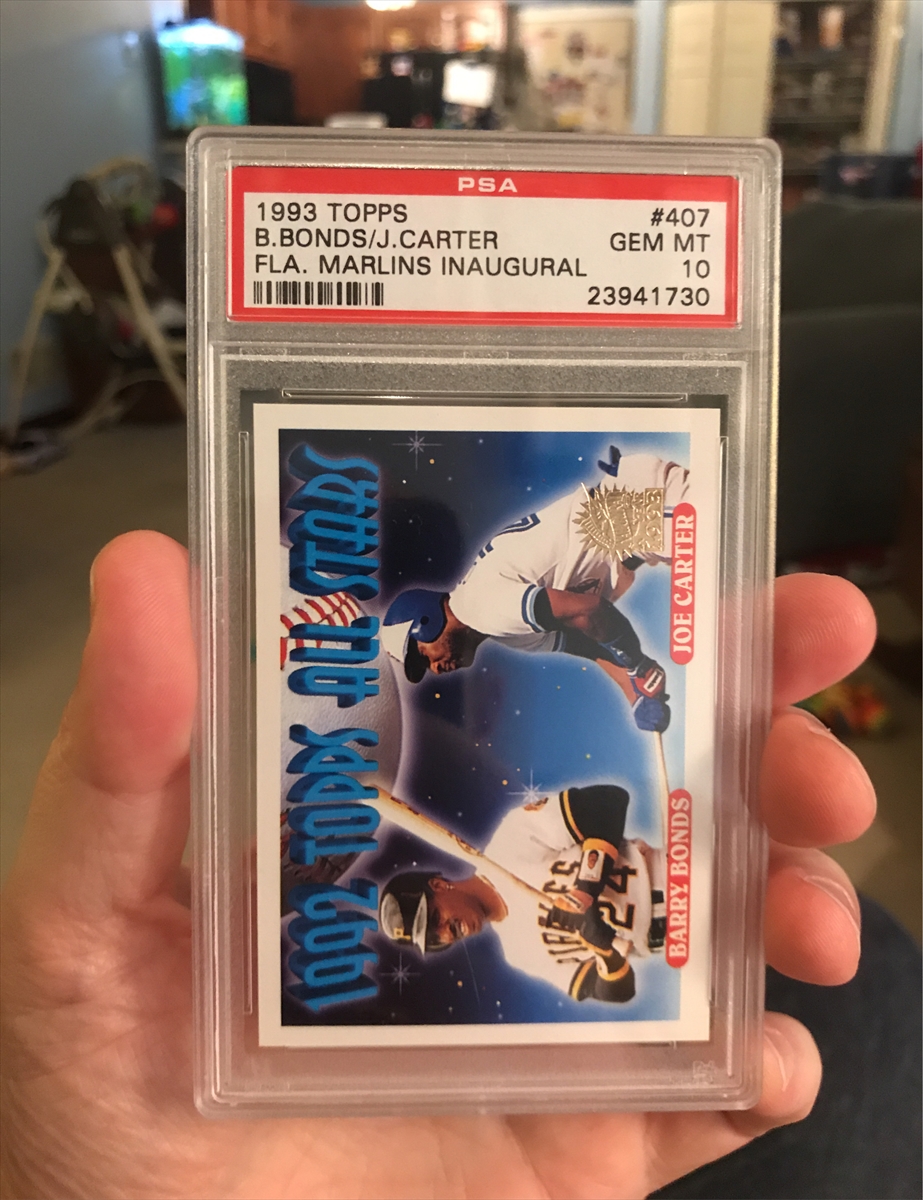 PSA
1993 TOPPS #407
B.BONDS/J.CARTER GEM MT
FLA. MARLINS INAUGURAL 10
23941730
1992 TOPPS ALL STARS
JOE CARTER
BARRY BONDS
PIRATES
24